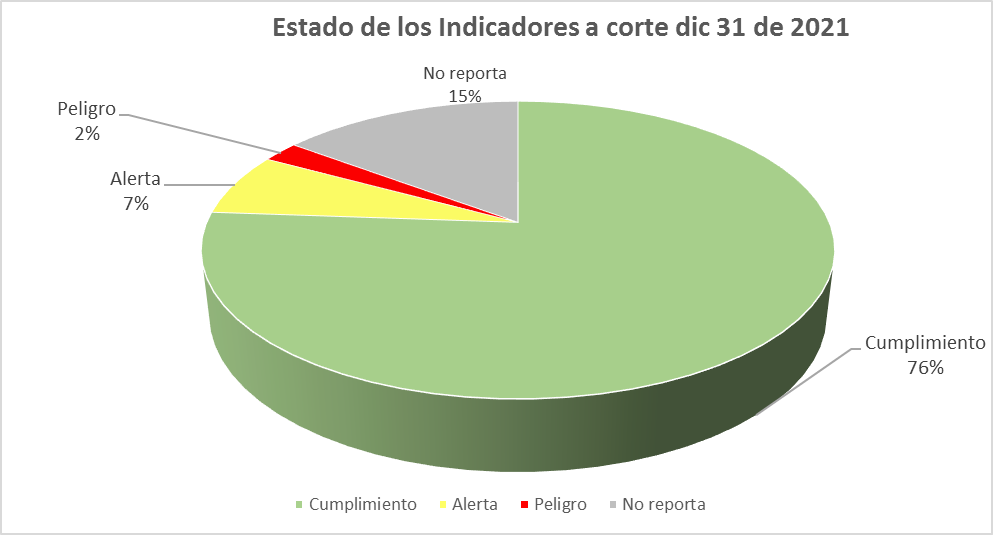 Estado de los Indicadores a corte dic 31 de 2021
No reporta
15%
Peligro
2%
Alerta
7%
Cumplimiento
76%
Cumplimiento Alerta Peligro No reporta